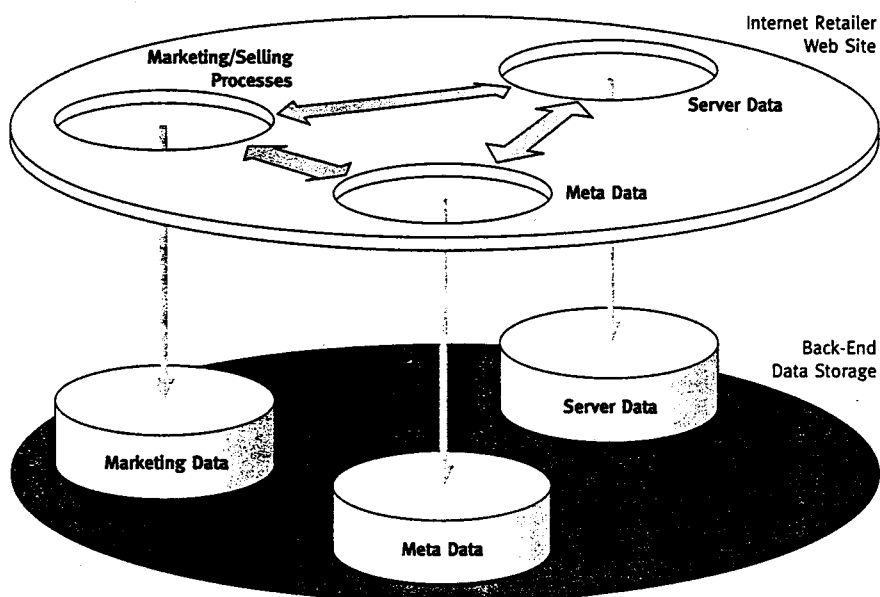 Internet Retailer
Web Site
Marketing/Selling
Processes
Server Data
Meta Data
Back-End
Data Storage
Server Data
Marketing Data
Meta Data